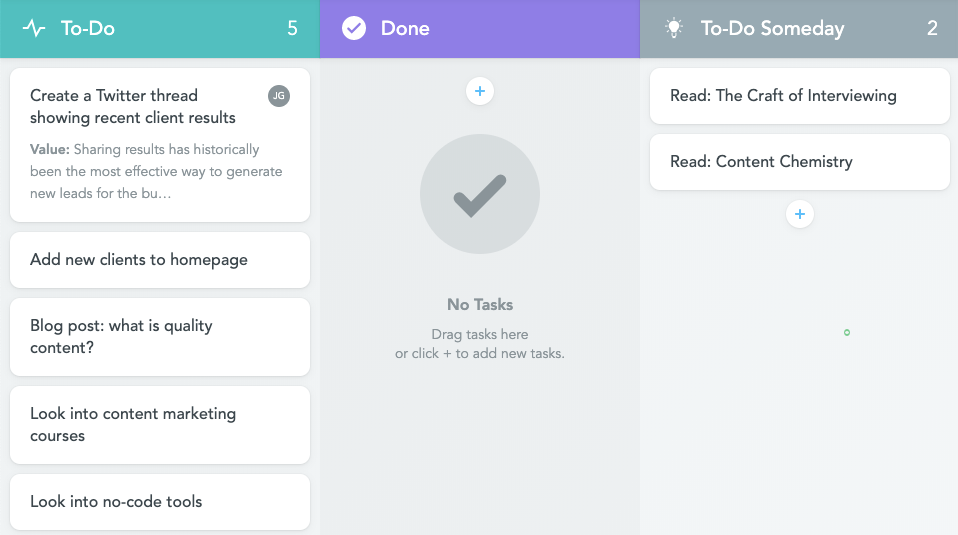 To-Do 5
Done
To-Do Someday 2
Create a Twitter thread
showing recent client results
JG
Value: Sharing results has historically
been the most effective way to generate
new leads for the bu…
Add new clients to homepage
Blog post: what is quality
content?
Look into content marketing
courses
Look into no-code tools
+
No Tasks
Drag tasks here
or click + to add new tasks.
Read: The Craft of Interviewing
Read: Content Chemistry
+